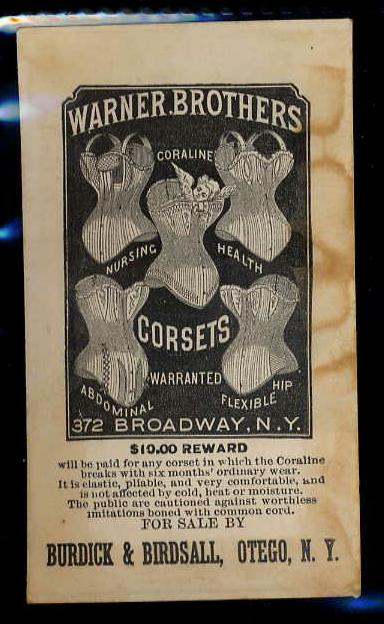 WARNER BROTHERS
CORALINE
NURSING
HEALTH
CORSETS
ABDOMINAL
WARRANTED
FLEXIBLE HIP
372 BROADWAY, N.Y.
$10.00 REWARD
will be paid for any corset in which the Coraline
breaks with six months' ordinary wear.
It is elastic, pliable, and very comfortable, and
is not affected by cold, heat or moisture.
The public are cautioned against worthless
imitations boned with common cord.
FOR SALE BY
BURDICK & BIRDSALL, OTEGO, N. Y.